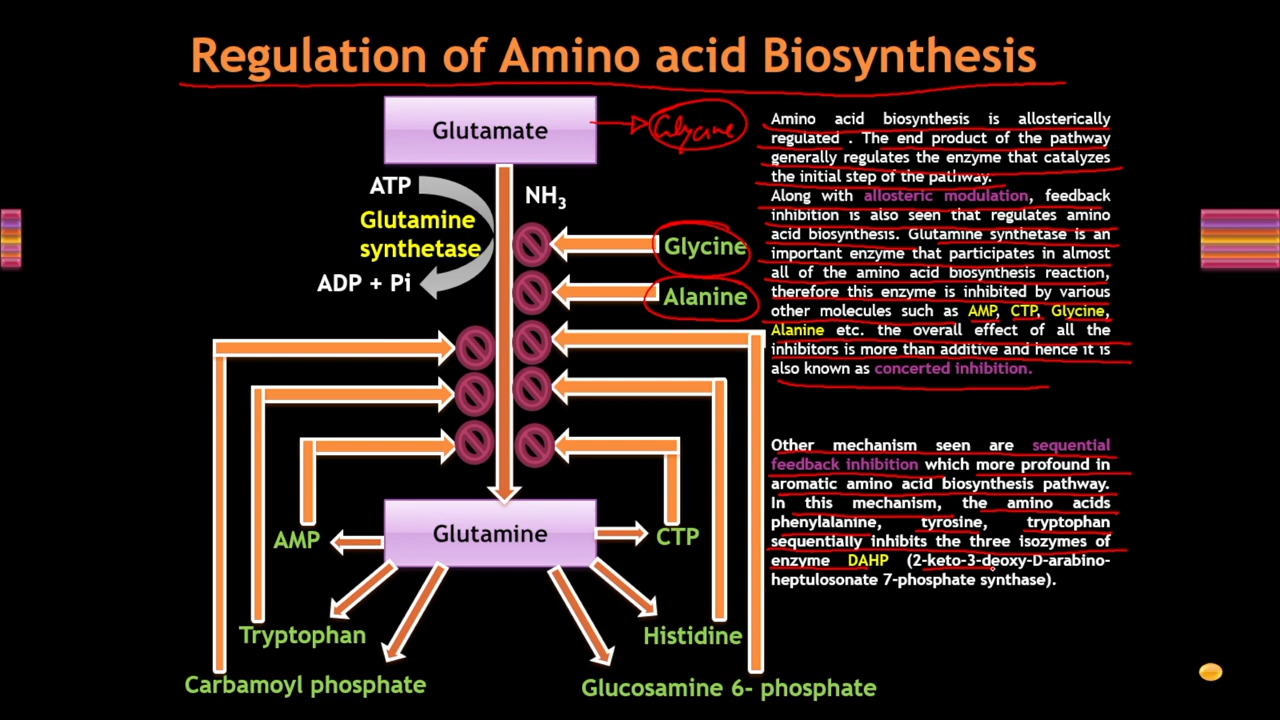 Regulation of Amino acid Biosynthesis
Glutamate
Glycine
ATP
NH3
Glutamine
synthetase
ADP + Pi
Glycine
Alanine
AMP
Glutamine
CTP
Tryptophan
Histidine
Carbamoyl phosphate
Glucosamine 6- phosphate
Amino acid biosynthesis is allosterically
regulated . The end product of the pathway
generally regulates the enzyme that catalyzes
the initial step of the pathway.
Along with allosteric modulation, feedback
inhibition is also seen that regulates amino
acid biosynthesis. Glutamine synthetase is an
important enzyme that participates in almost
all of the amino acid biosynthesis reaction,
therefore this enzyme is inhibited by various
other molecules such as AMP, CTP, Glycine,
Alanine etc. the overall effect of all the
inhibitors is more than additive and hence it is
also known as concerted inhibition.
Other mechanism seen are sequential
feedback inhibition which more profound in
aromatic amino acid biosynthesis pathway.
In this mechanism, the amino acids
phenylalanine, tyrosine, tryptophan
sequentially inhibits the three isozymes of
enzyme DAHP (2-keto-3-deoxy-D-arabino-
heptulosonate 7-phosphate synthase).